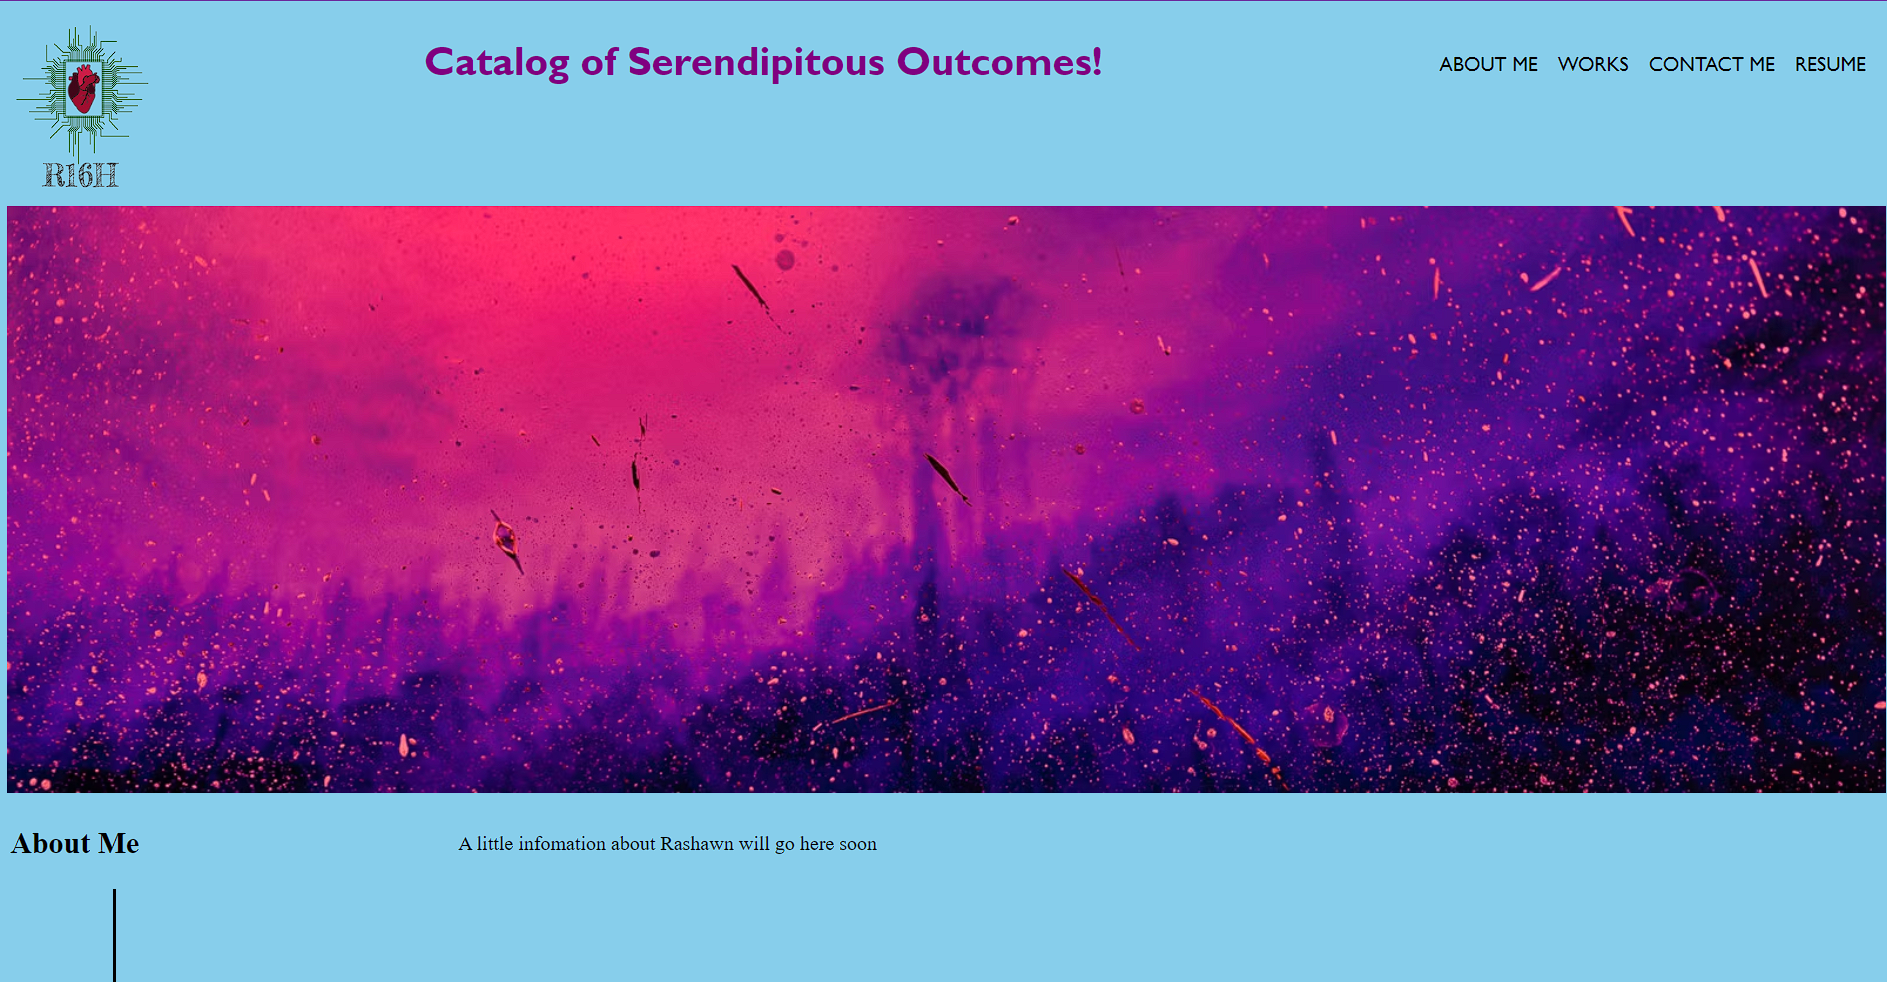 Catalog of Serendipitous Outcomes!
ABOUT ME WORKS CONTACT ME RESUME
R16H
About Me
A little infomation about Rashawn will go here soon